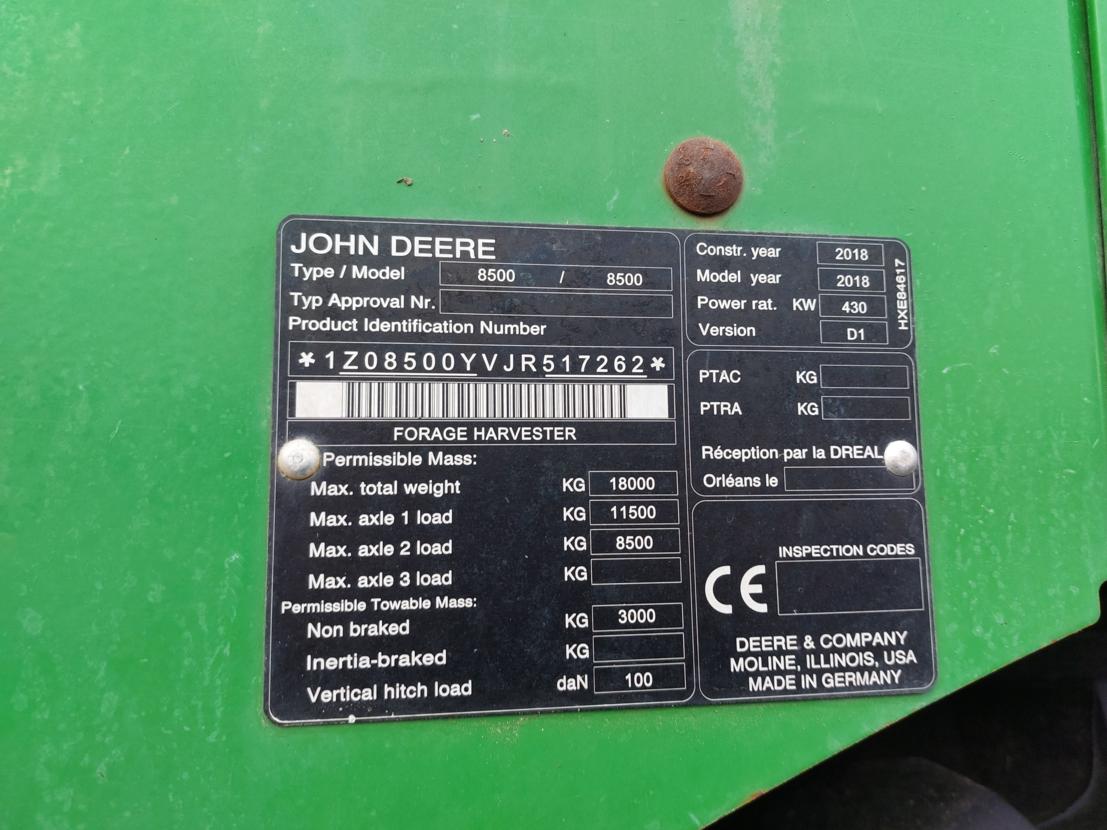 JOHN DEERE
Type / Model 8500 / 8500
Typ Approval Nr.
Product Identification Number
*1Z08500YVJR517262*
FORAGE HARVESTER
Permissible Mass:
Max. total weight KG 18000
Max. axle 1 load KG 11500
Max. axle 2 load KG 8500
Max. axle 3 load KG
Permissible Towable Mass:
Non braked KG 3000
Inertia-braked KG
Vertical hitch load daN 100
Constr. year 2018
Model year 2018
Power rat. KW 430
Version D1
HXE84617
PTAC KG
PTRA KG
Réception par la DREAL
Orléans le
INSPECTION CODES
CE
DEERE & COMPANY
MOLINE, ILLINOIS, USA
MADE IN GERMANY